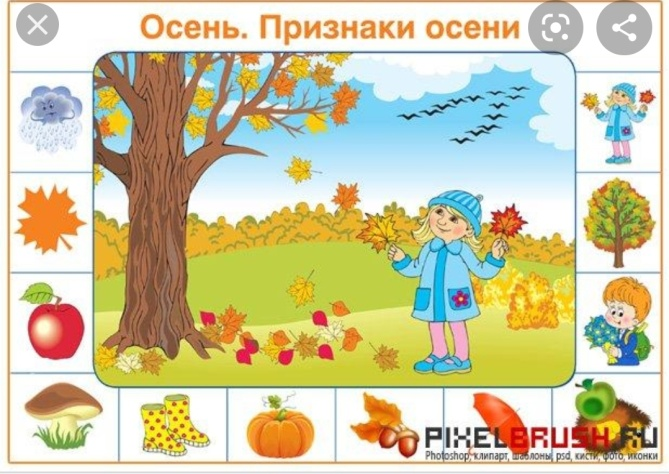 Осень. Признаки осени
PIXELBRUSH.RU
Photoshop, клипарт, шаблоны, psd, кисти, фото, иконки